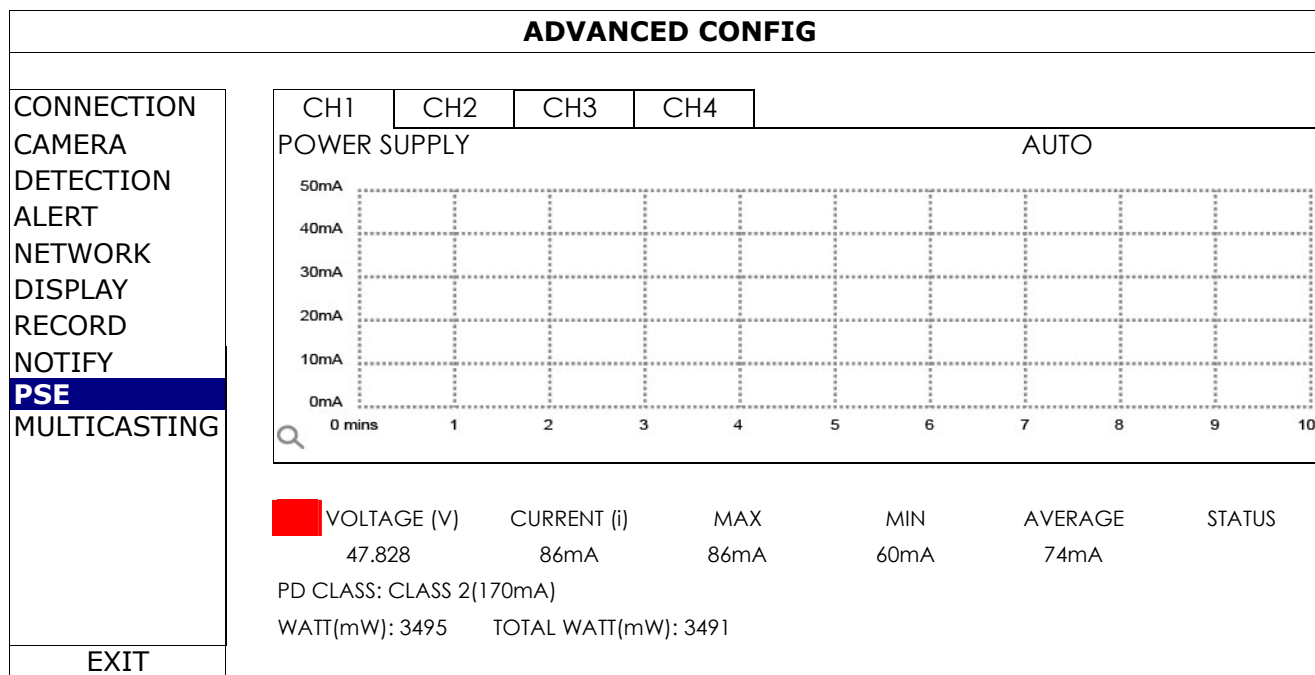 ADVANCED CONFIG
CONNECTION
CAMERA
DETECTION
ALERT
NETWORK
DISPLAY
RECORD
NOTIFY
PSE
MULTICASTING
EXIT
CH1 CH2 CH3 CH4
POWER SUPPLY AUTO
50mA
40mA
30mA
20mA
10mA
0mA
0 mins 1 2 3 4 5 6 7 8 9 10
VOLTAGE (V) CURRENT (i) MAX MIN AVERAGE STATUS
47.828 86mA 86mA 60mA 74mA
PD CLASS: CLASS 2(170mA)
WATT(mW): 3495 TOTAL WATT(mW): 3491